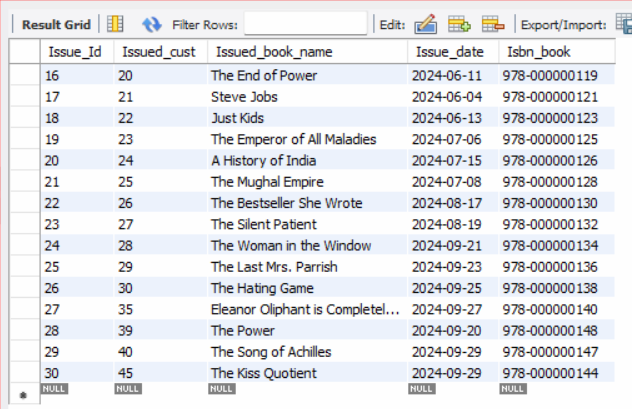 Result Grid Filter Rows: Edit: Export/Import:
Issue_Id Issued_cust Issued_book_name Issue_date Isbn_book
16 20 The End of Power 2024-06-11 978-000000119
17 21 Steve Jobs 2024-06-04 978-000000121
18 22 Just Kids 2024-06-13 978-000000123
19 23 The Emperor of All Maladies 2024-07-06 978-000000125
20 24 A History of India 2024-07-15 978-000000126
21 25 The Mughal Empire 2024-07-08 978-000000128
22 26 The Bestseller She Wrote 2024-08-17 978-000000130
23 27 The Silent Patient 2024-08-19 978-000000132
24 28 The Woman in the Window 2024-09-21 978-000000134
25 29 The Last Mrs. Parrish 2024-09-23 978-000000136
26 30 The Hating Game 2024-09-25 978-000000138
27 35 Eleanor Oliphant is Completel... 2024-09-27 978-000000140
28 39 The Power 2024-09-20 978-000000148
29 40 The Song of Achilles 2024-09-29 978-000000147
30 45 The Kiss Quotient 2024-09-29 978-000000144
NULL NULL NULL NULL NULL